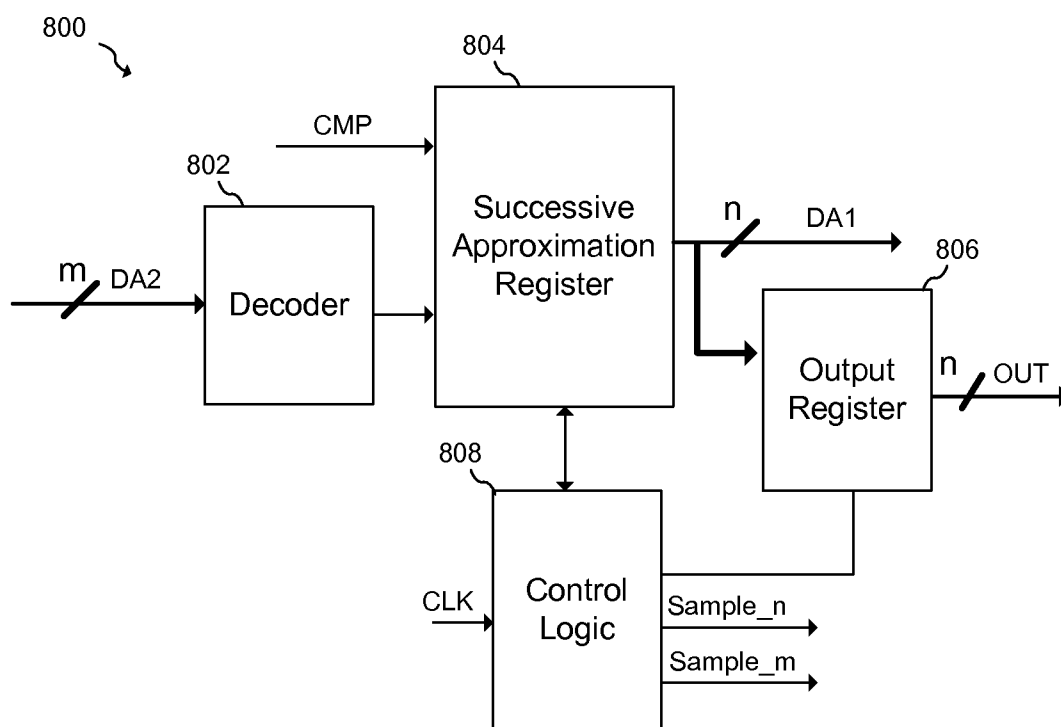 800
804
CMP
802
Successive
Approximation
Register
n
DA1
806
m
DA2
Decoder
Output
Register
n
OUT
808
Control
Logic
CLK
Sample_n
Sample_m